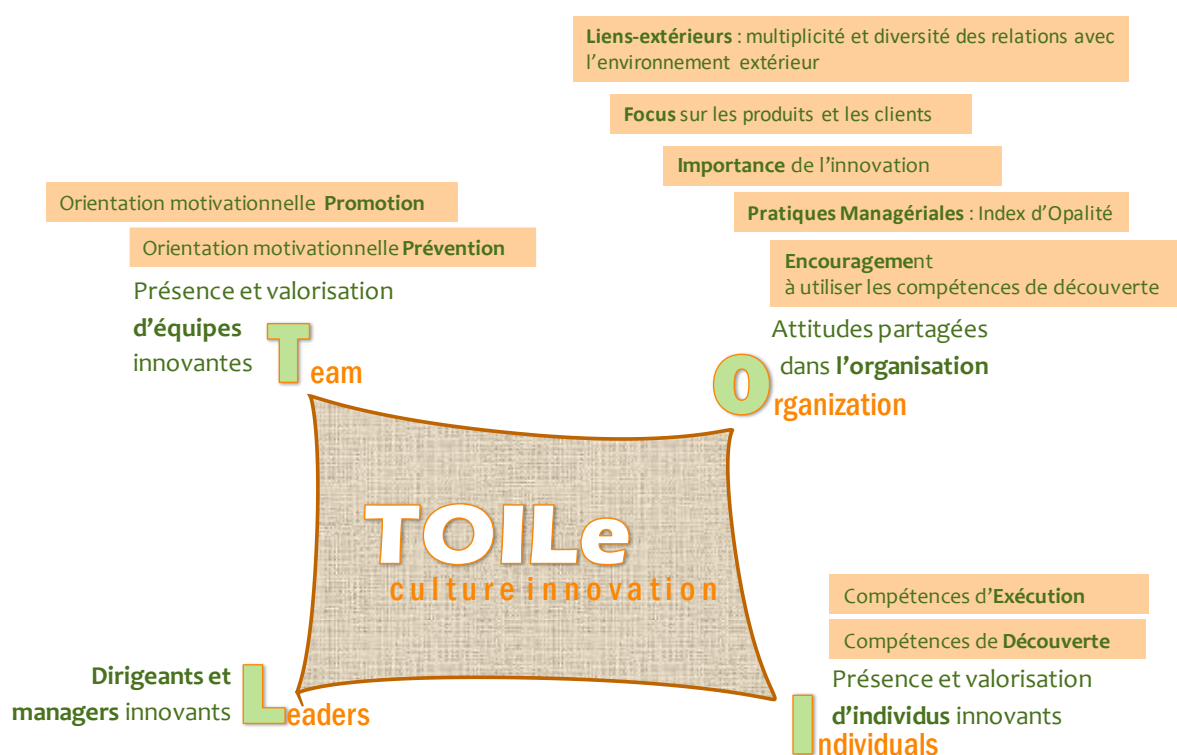 Liens-extérieurs : multiplicité et diversité des relations avec
l’environnement extérieur
Focus sur les produits et les clients
Importance de l’innovation
Pratiques Managériales : Index d’Opalité
Encouragement
à utiliser les compétences de découverte
Attitudes partagées
dans l’organisation
Organization
Orientation motivationnelle Promotion
Orientation motivationnelle Prévention
Présence et valorisation
d’équipes
innovantes
Team
TOILe
culture innovation
Compétences d’Exécution
Compétences de Découverte
Présence et valorisation
d’individus innovants
Individuals
Dirigeants et
managers innovants
Leaders